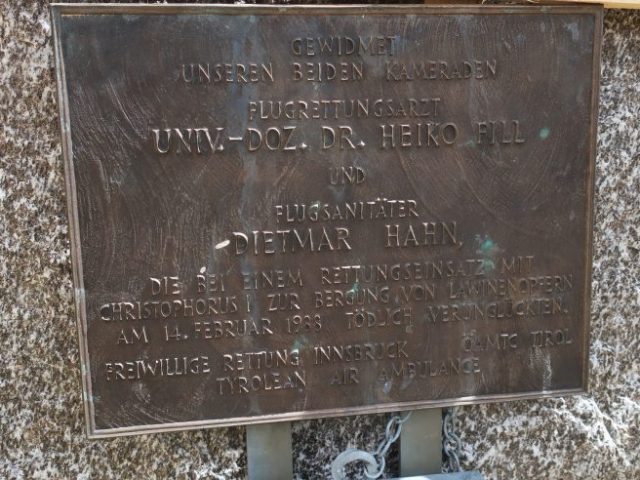 GEWIDMET
UNSEREN BEIDEN KAMERADEN
FLUGRETTUNGSARZT
UNIV.-DOZ. DR. HEIKO FILL
UND
FLUGSANITÄTER
DIETMAR HAHN,
DIE BEI EINEM RETTUNGSEINSATZ MIT
CHRISTOPHORUS I ZUR BERGUNG VON LAWINENOPFERN
AM 14. FEBRUAR 1988 TÖDLICH VERUNGLÜCKTEN.
FREIWILLIGE RETTUNG INNSBRUCK ÖAMTC TIROL
TYROLEAN AIR AMBULANCE